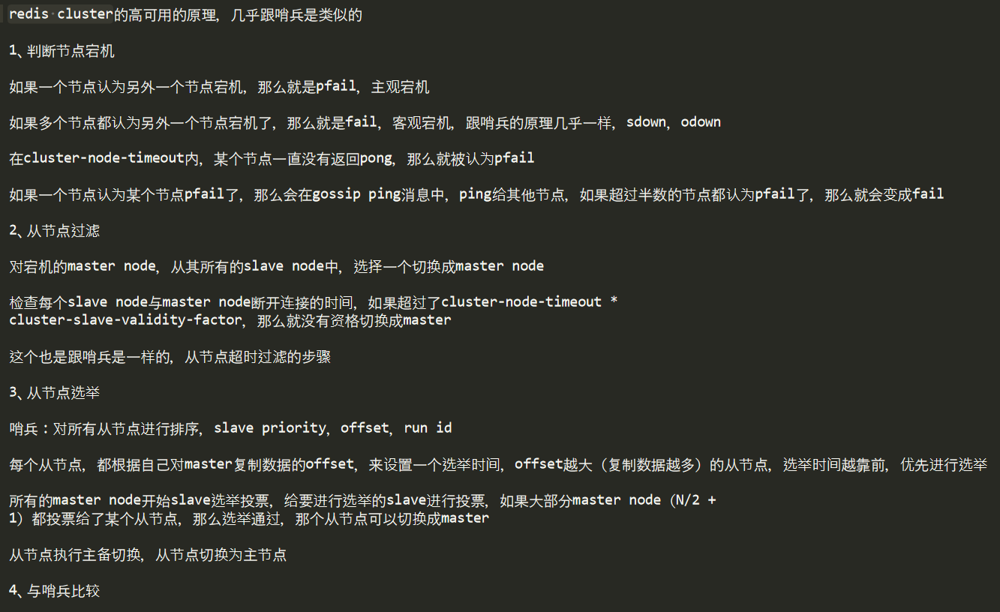 redis cluster的高可用的原理，几乎跟哨兵是类似的
1、判断节点宕机
如果一个节点认为另外一个节点宕机，那么就是pfail，主观宕机
如果多个节点都认为另外一个节点宕机了，那么就是fail，客观宕机，跟哨兵的原理几乎一样，sdown，odown
在cluster-node-timeout内，某个节点一直没有返回pong，那么就被认为pfail
如果一个节点认为某个节点pfail了，那么会在gossip ping消息中，ping给其他节点，如果超过半数的节点都认为pfail了，那么就会变成fail
2、从节点过滤
对宕机的master node，从其所有的slave node中，选择一个切换成master node
检查每个slave node与master node断开连接的时间，如果超过了cluster-node-timeout *
cluster-slave-validity-factor，那么就没有资格切换成master
这个也是跟哨兵是一样的，从节点超时过滤的步骤
3、从节点选举
哨兵：对所有从节点进行排序，slave priority，offset，run id
每个从节点，都根据自己对master复制数据的offset，来设置一个选举时间，offset越大（复制数据越多）的从节点，选举时间越靠前，优先进行选举
所有的master node开始slave选举投票，给要进行选举的slave进行投票，如果大部分master node（N/2 +
1）都投票给了某个从节点，那么选举通过，那个从节点可以切换成master
从节点执行主备切换，从节点切换为主节点
4、与哨兵比较